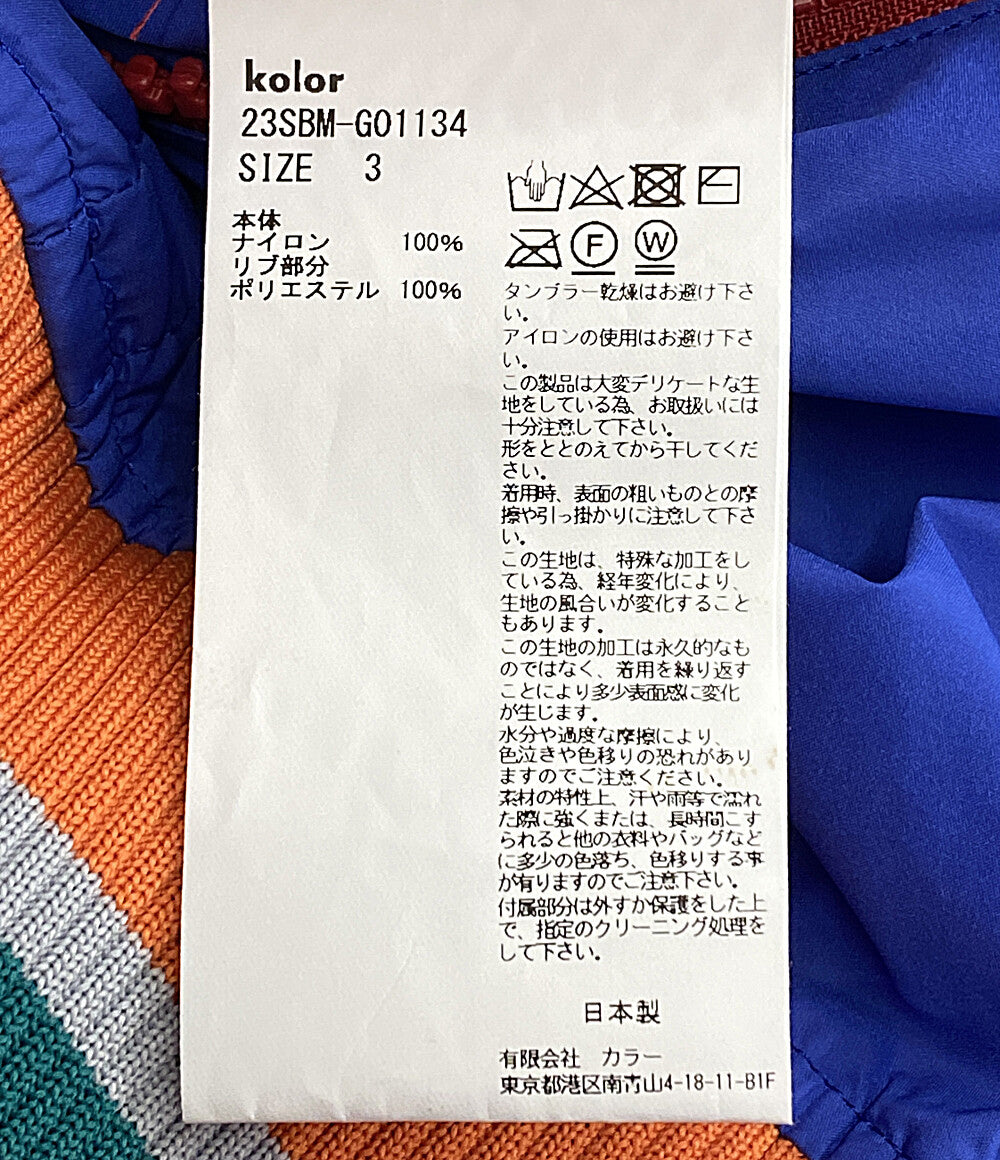 kolor
23SBM-G01134
SIZE 3
本体
ナイロン 100%
リブ部分
ポリエステル 100%
F W
タンブラー乾燥はお避け下さ
い。
アイロンの使用はお避け下さ
い。
この製品は大変デリケートな生
地をしている為、お取扱いには
十分注意して下さい。
形をととのえてから干してくだ
さい。
着用時、表面の粗いものとの摩
擦や引っ掛かりに注意して下さ
い。
この生地は、特殊な加工をし
ている為、経年変化により、
生地の風合いが変化すること
もあります。
この生地の加工は永久的なも
のではなく、着用を繰り返す
ことにより多少表面感に変化
が生じます。
水分や過度な摩擦により、
色泣きや色移りの恐れがあり
ますのでご注意ください。
素材の特性上、汗や雨等で濡れ
た際に強くまたは、長時間こす
られると他の衣料やバッグなど
に多少の色落ち、色移りする事
が有りますのでご注意下さい。
付属部分は外すか保護をした上
で、指定のクリーニング処理を
して下さい。
日本製
有限会社 カラー
東京都港区南青山4-18-11-B1F